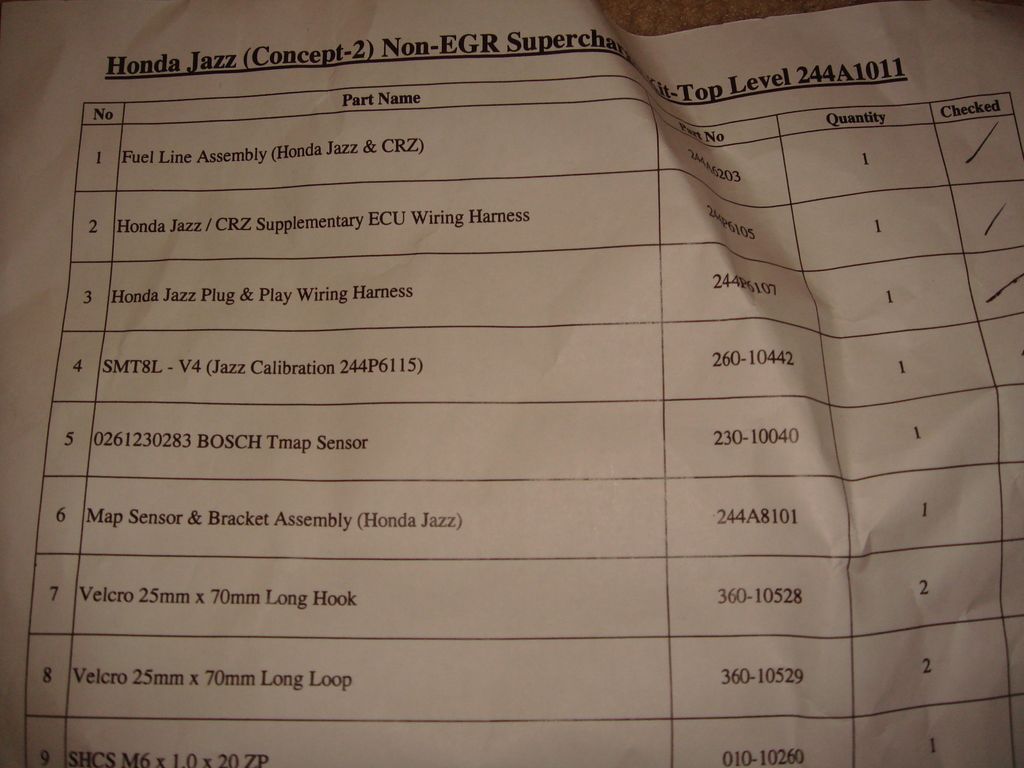 Honda Jazz (Concept-2) Non-EGR Supercha it-Top Level 244A1011
No Part Name Part No Quantity Checked
1 Fuel Line Assembly (Honda Jazz & CRZ) 244A6203 1
2 Honda Jazz / CRZ Supplementary ECU Wiring Harness 244P6105 1
3 Honda Jazz Plug & Play Wiring Harness 244P6107 1
4 SMT8L - V4 (Jazz Calibration 244P6115) 260-10442 1
5 0261230283 BOSCH Tmap Sensor 230-10040 1
6 Map Sensor & Bracket Assembly (Honda Jazz) 244A8101 1
7 Velcro 25mm x 70mm Long Hook 360-10528 2
8 Velcro 25mm x 70mm Long Loop 360-10529 2
9 SHCS M6 x 1.0 x 20 ZP 010-10260 1